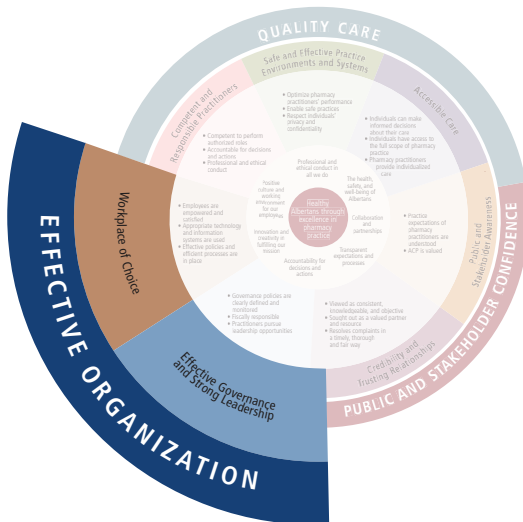 QUALITY CARE
Safe and Effective Practice
Environments and Systems
Competent and
Responsible Practitioners
Accessible Care
• Optimize pharmacy
practitioners' performance
• Enable safe practices
• Respect individuals'
privacy and
confidentiality
• Individuals can make
informed decisions
about their care
• Individuals have access to
the full scope of pharmacy
practice
• Pharmacy practitioners
provide individualized
care
• Competent to perform
authorized roles
• Accountable for decisions
and actions
• Professional and ethical
conduct
Professional and
ethical conduct in
all we do
The health,
safety, and
well-being of
Albertans
Positive
culture and
working
environment
for our
employees
Healthy
Albertans through
excellence in
pharmacy
practice
Collaboration
and
partnerships
Innovation and
creativity in
fulfilling our
mission
Transparent
expectations and
processes
Accountability for
decisions and
actions
Workplace of Choice
• Employees are
empowered and
satisfied
• Appropriate technology
and information
systems are used
• Effective policies and
efficient processes are
in place
• Practice
expectations of
pharmacy
practitioners are
understood
• ACP is valued
Public and
Stakeholder Awareness
• Governance policies are
clearly defined and
monitored
• Fiscally responsible
• Practitioners pursue
leadership opportunities
• Viewed as consistent,
knowledgeable, and objective
• Sought out as a valued partner
and resource
• Resolves complaints in
a timely, thorough
and fair way
Effective Governance
and Strong Leadership
Credibility and
Trusting Relationships
EFFECTIVE ORGANIZATION
PUBLIC AND STAKEHOLDER CONFIDENCE